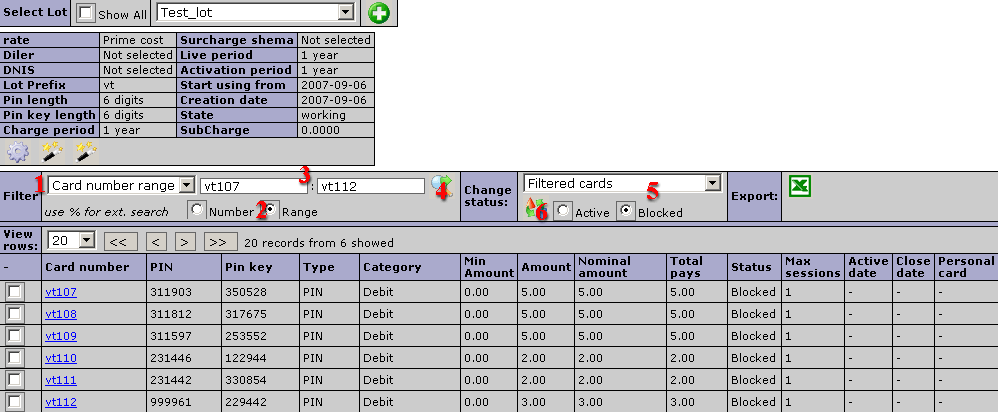 Select Lot Show All Test_lot
rate Prime cost Surcharge shema Not selected
Diler Not selected Live period 1 year
DNIS Not selected Activation period 1 year
Lot Prefix vt Start using from 2007-09-06
Pin length 6 digits Creation date 2007-09-06
Pin key length 6 digits State working
Charge period 1 year SubCharge 0.0000
Filter 1 Card number range vt107 3 : vt112 4 Change status: Filtered cards 5 Export:
use % for ext. search Number 2 Range 6 Active Blocked
View rows: 20 << < > >> 20 records from 6 showed
- Card number PIN Pin key Type Category Min Amount Amount Nominal amount Total pays Status Max sessions Active date Close date Personal card
vt107 311903 350528 PIN Debit 0.00 5.00 5.00 5.00 Blocked 1 - - -
vt108 311812 317675 PIN Debit 0.00 5.00 5.00 5.00 Blocked 1 - - -
vt109 311597 253552 PIN Debit 0.00 5.00 5.00 5.00 Blocked 1 - - -
vt110 231446 122944 PIN Debit 0.00 2.00 2.00 2.00 Blocked 1 - - -
vt111 231442 330854 PIN Debit 0.00 2.00 2.00 2.00 Blocked 1 - - -
vt112 999961 229442 PIN Debit 0.00 3.00 3.00 3.00 Blocked 1 - - -